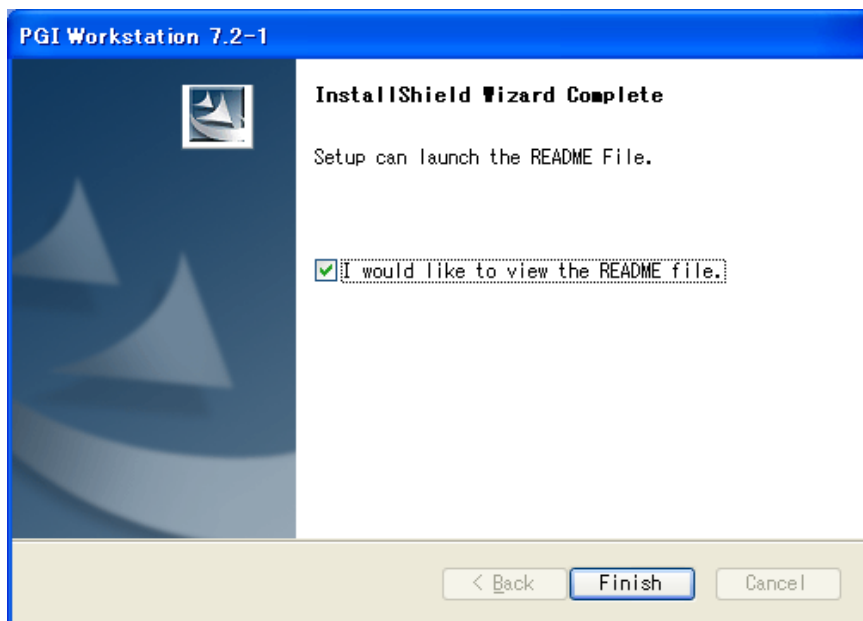 PGI Workstation 7.2-1
InstallShield Wizard Complete
Setup can launch the README File.
I would like to view the README file.
< Back Finish Cancel